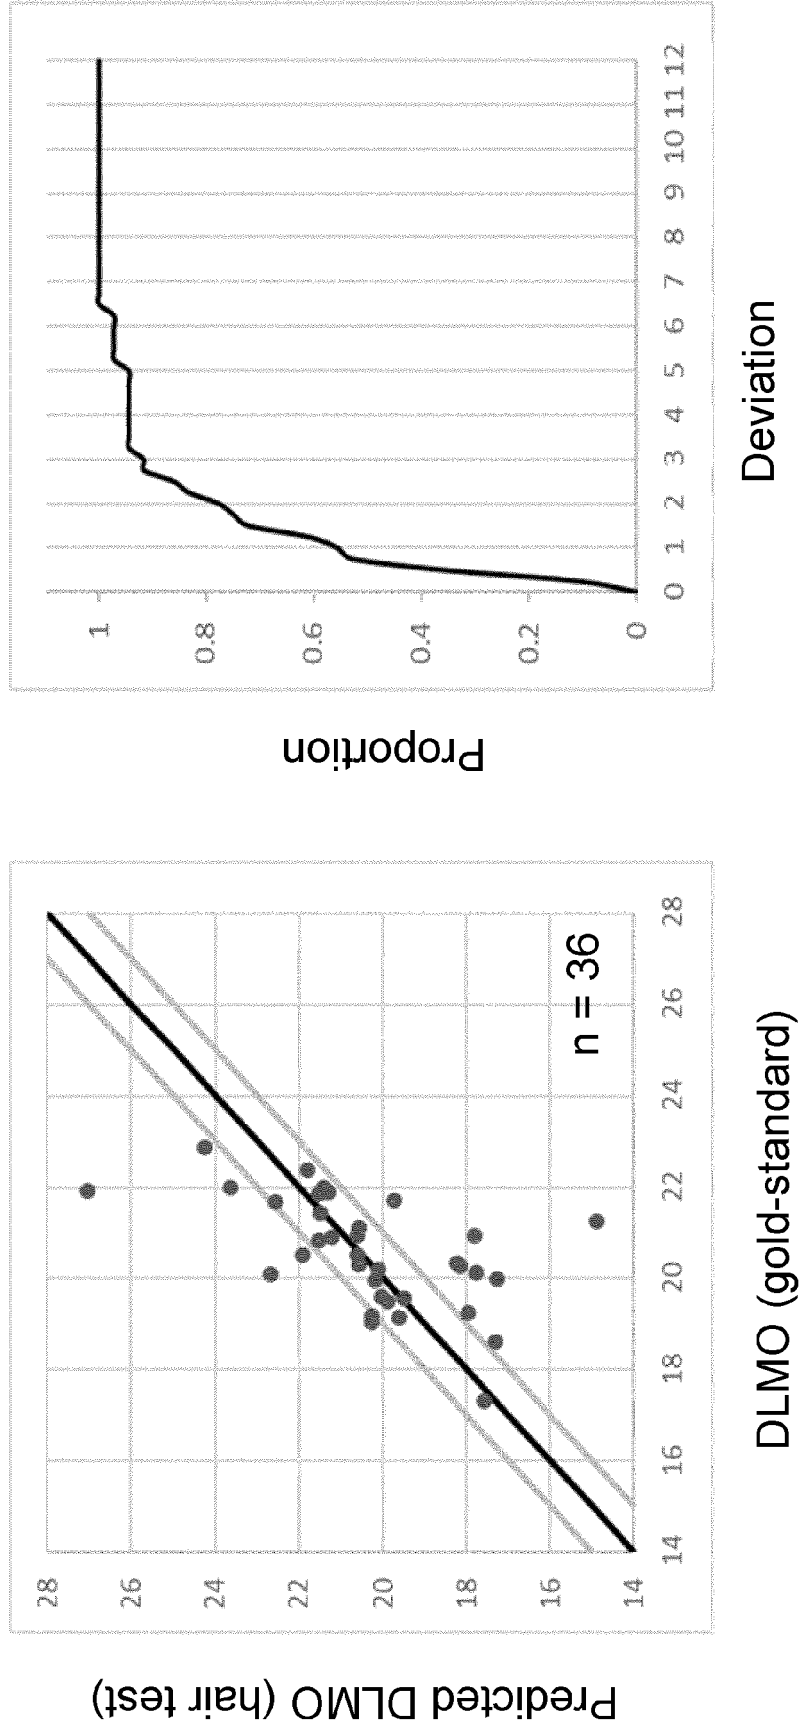 Predicted DLMO (hair test)
28
26
24
22
20
18
16
14
n = 36
14 16 18 20 22 24 26 28
DLMO (gold-standard)
Proportion
1
0.8
0.6
0.4
0.2
0
0 1 2 3 4 5 6 7 8 9 10 11 12
Deviation